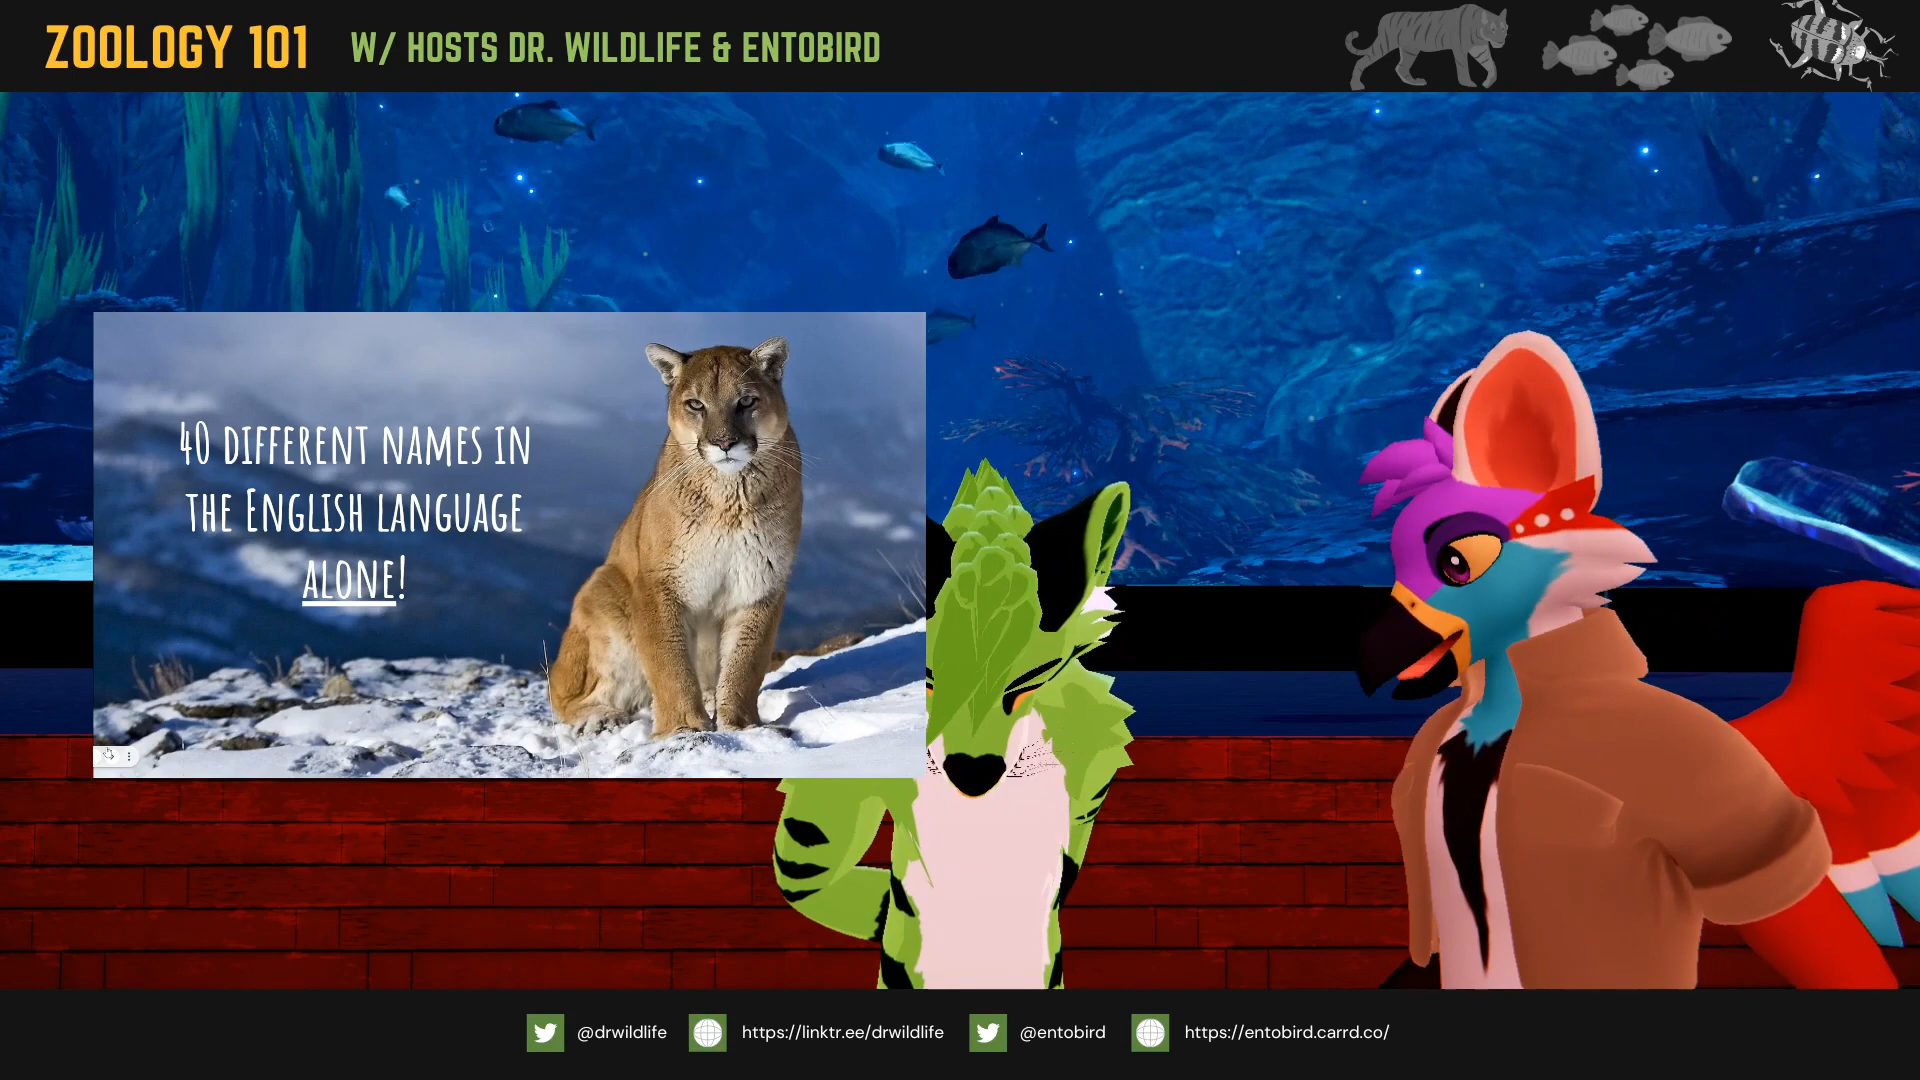 ZOOLOGY 101
W/ HOSTS DR. WILDLIFE & ENTOBIRD
40 DIFFERENT NAMES IN
THE ENGLISH LANGUAGE
ALONE!
@drwildlife
https://linktr.ee/drwildlife
@entobird
https://entobird.carrd.co/